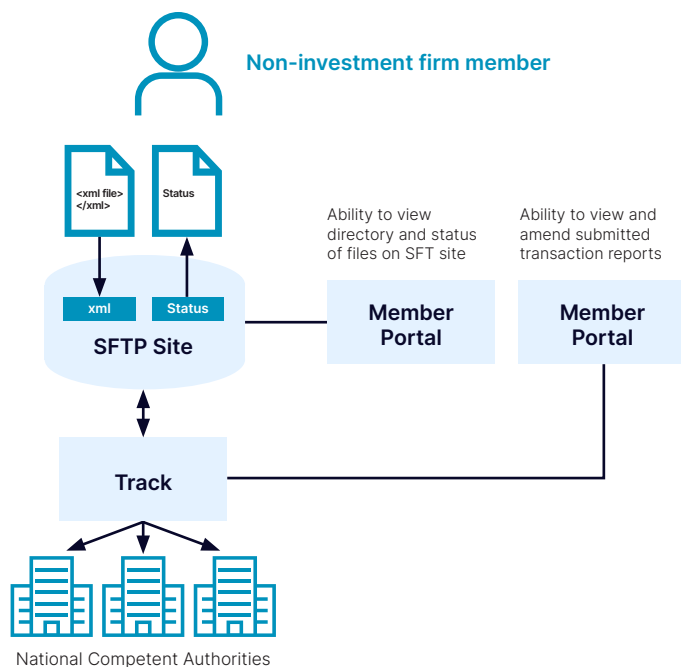 Non-investment firm member
<xml file>
</xml>
Status
Ability to view
directory and status
of files on SFT site
Ability to view and
amend submitted
transaction reports
xml
Status
SFTP Site
Member
Portal
Member
Portal
Track
National Competent Authorities